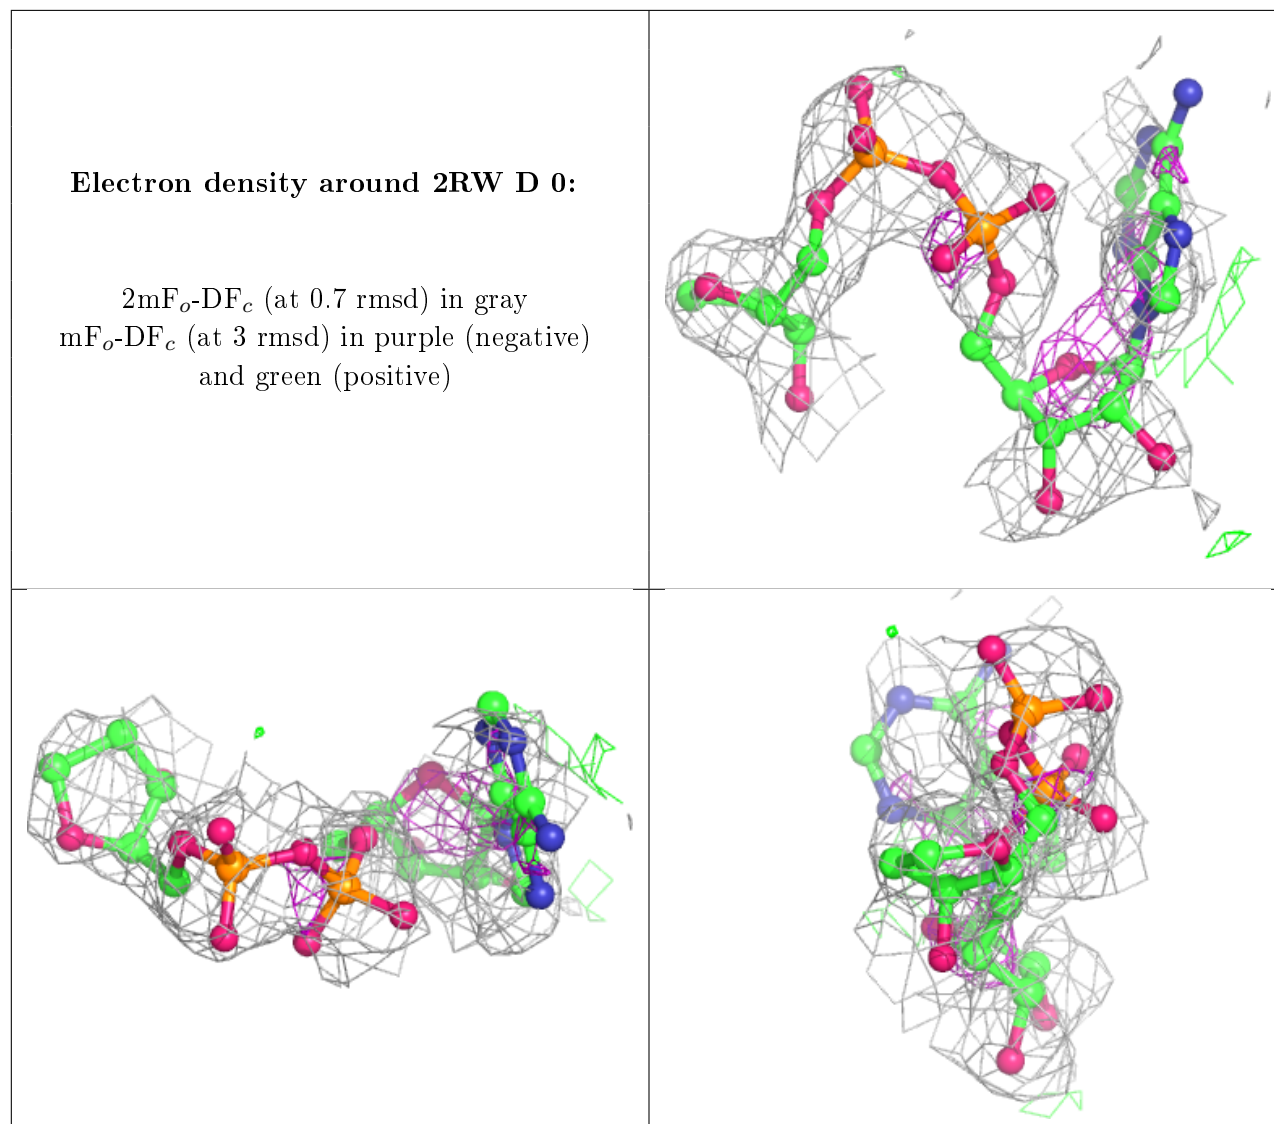 Electron density around 2RW D 0:
2mFo-DFc (at 0.7 rmsd) in gray
mFo-DFc (at 3 rmsd) in purple (negative)
and green (positive)